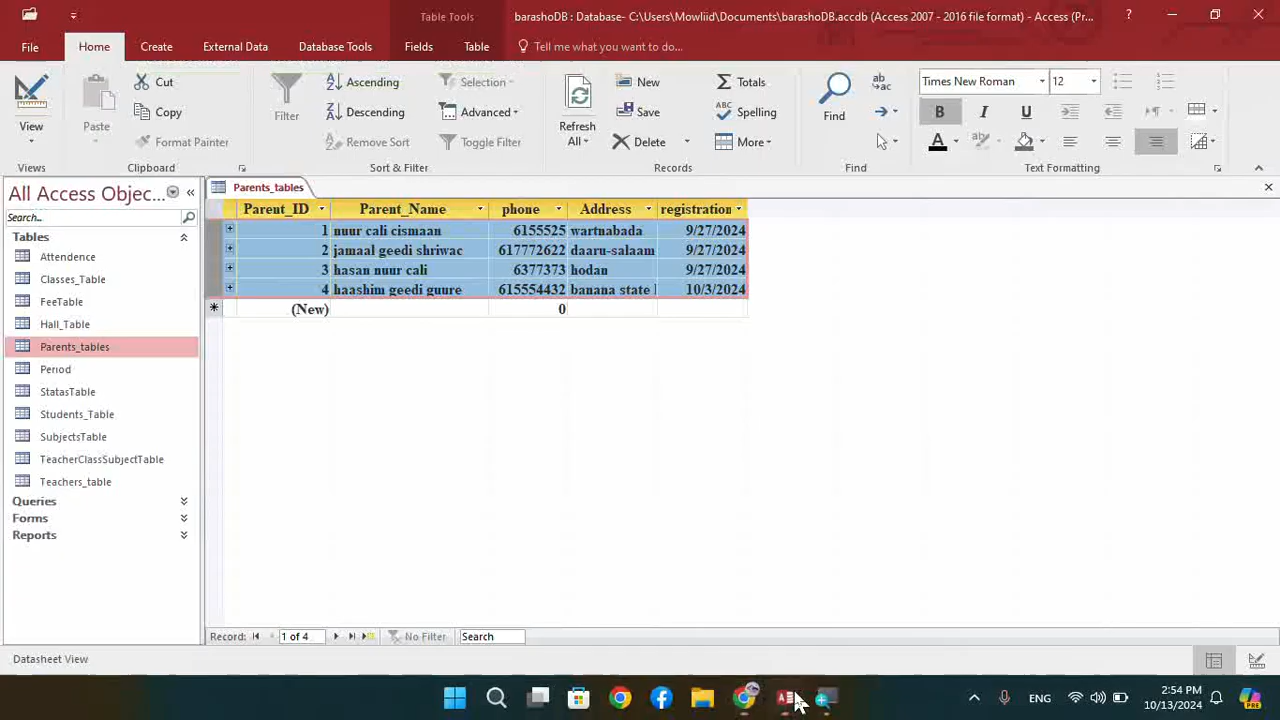 Table Tools
barashoDB : Database- C:\Users\Mowliid\Documents\barashoDB.accdb (Access 2007 - 2016 file format) - Access (Pr...
File Home Create External Data Database Tools Fields Table Tell me what you want to do...
View
Paste
Cut
Copy
Format Painter
Filter
Ascending
Descending
Remove Sort
Selection
Advanced
Toggle Filter
Refresh
All
New
Save
Delete
Totals
Spelling
More
Find
Times New Roman 12
B I U
A
Views Clipboard Sort & Filter Records Find Text Formatting
All Access Objec...
Search..
Tables
Attendence
Classes_Table
FeeTable
Hall_Table
Parents_tables
Period
StatasTable
Students_Table
SubjectsTable
TeacherClassSubjectTable
Teachers_table
Queries
Forms
Reports
Parents_tables
Parent_ID Parent_Name phone Address registration
1 nuur cali cismaan 6155525 wartnabada 9/27/2024
2 jamaal geedi shriwac 617772622 daaru-salaam 9/27/2024
3 hasan nuur cali 6377373 hodan 9/27/2024
4 haashim geedi guure 615554432 banana state 10/3/2024
(New) 0
Record: 1 of 4 No Filter Search
Datasheet View
ENG
2:54 PM
10/13/2024
PRE